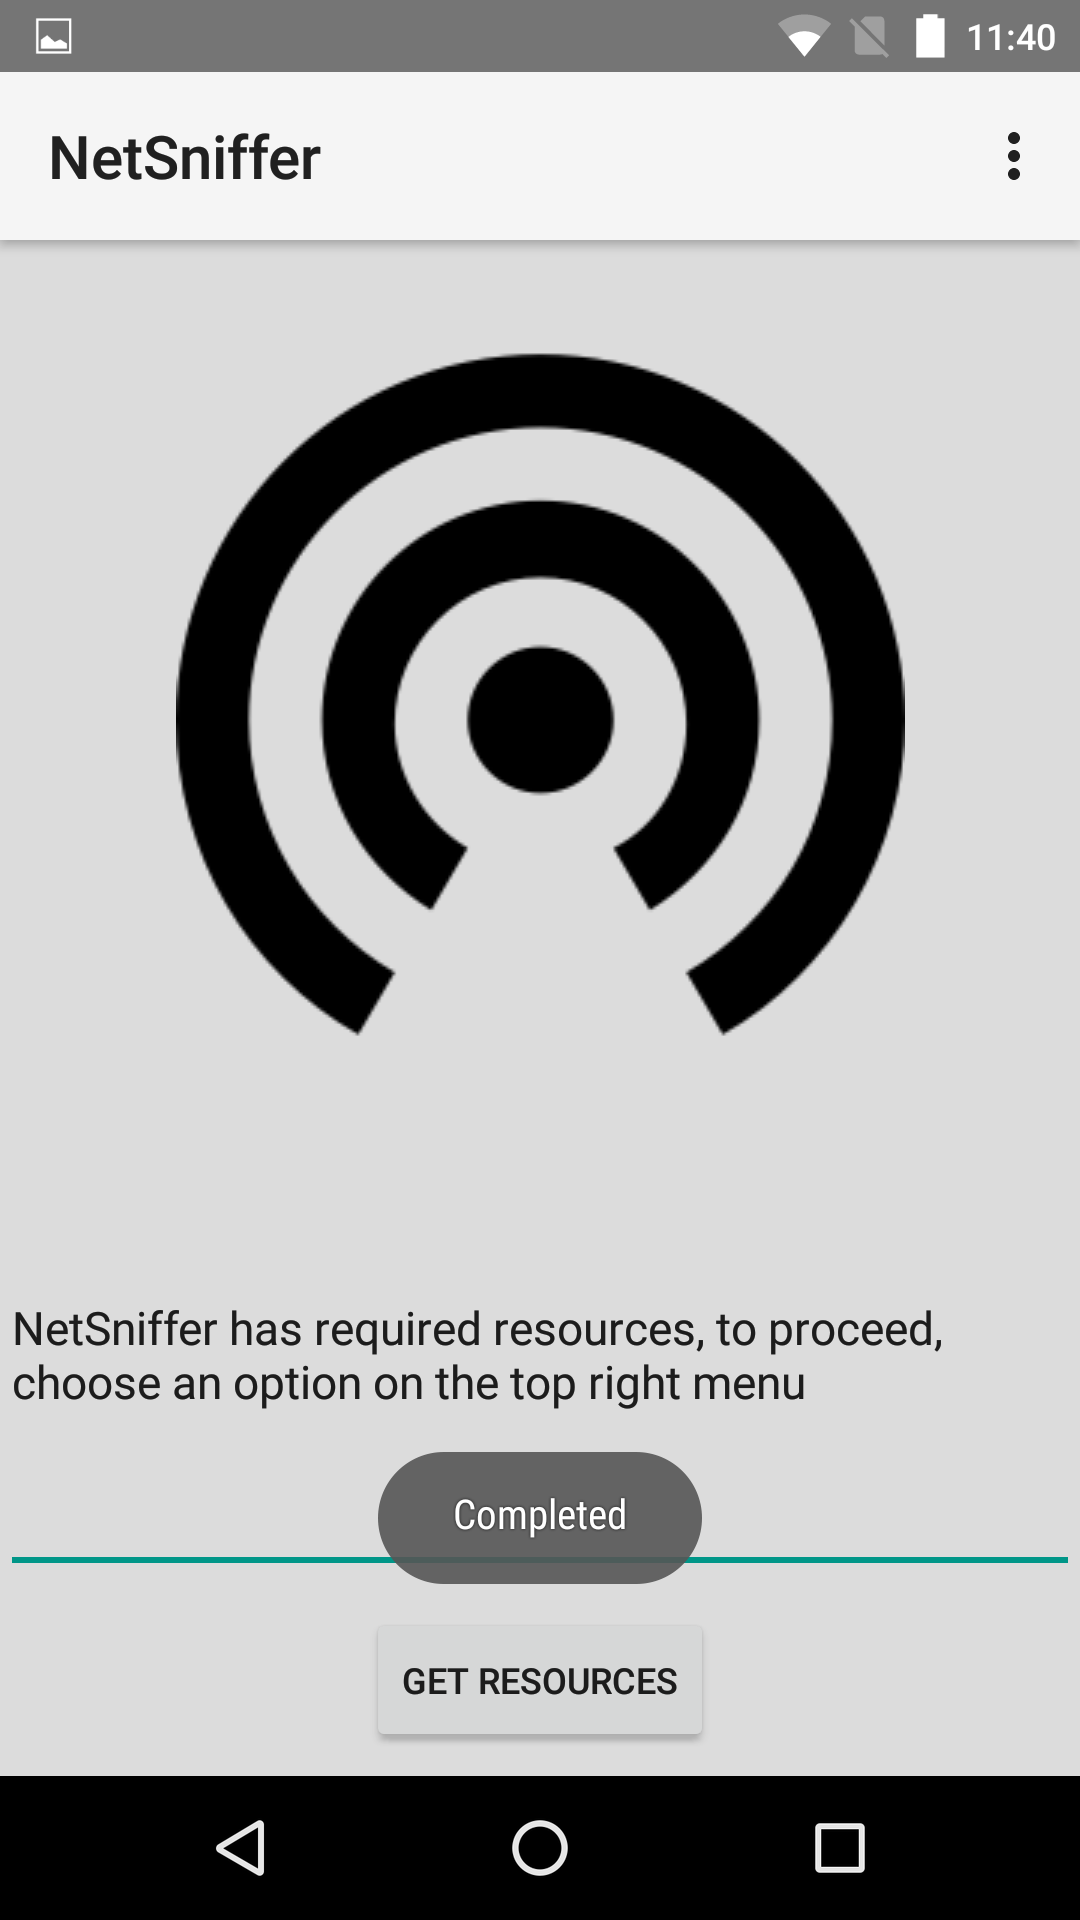 11:40
NetSniffer
NetSniffer has required resources, to proceed,
choose an option on the top right menu
Completed
GET RESOURCES